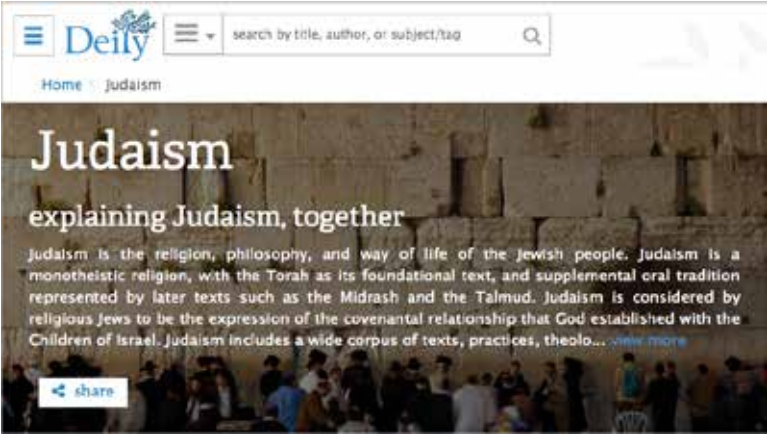 Deily
search by title, author, or subject/tag
Home Judaism
Judaism
explaining Judaism, together
Judaism is the religion, philosophy, and way of life of the Jewish people. Judaism is a
monotheistic religion, with the Torah as its foundational text, and supplemental oral tradition
represented by later texts such as the Midrash and the Talmud. Judaism is considered by
religious Jews to be the expression of the covenantal relationship that God established with the
Children of Israel. Judaism includes a wide corpus of texts, practices, theolo... view more
share